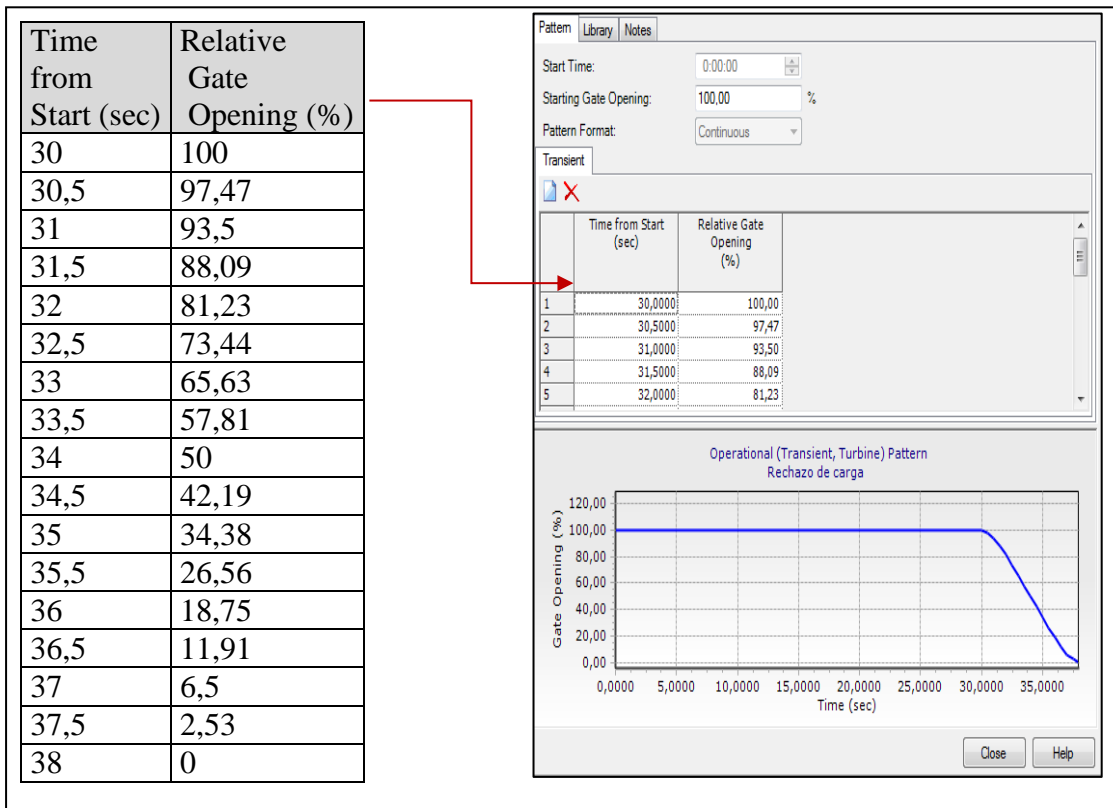 Time from Start (sec) Relative Gate Opening (%)
30 100
30,5 97,47
31 93,5
31,5 88,09
32 81,23
32,5 73,44
33 65,63
33,5 57,81
34 50
34,5 42,19
35 34,38
35,5 26,56
36 18,75
36,5 11,91
37 6,5
37,5 2,53
38 0
Pattern Library Notes
Start Time: 0:00:00
Starting Gate Opening: 100,00 %
Pattern Format: Continuous
Transient
Time from Start (sec) Relative Gate Opening (%)
1 30,0000 100,00
2 30,5000 97,47
3 31,0000 93,50
4 31,5000 88,09
5 32,0000 81,23
Operational (Transient, Turbine) Pattern
Rechazo de carga
Gate Opening (%)
120,00
100,00
80,00
60,00
40,00
20,00
0,00
0,0000 5,0000 10,0000 15,0000 20,0000 25,0000 30,0000 35,0000
Time (sec)
Close Help